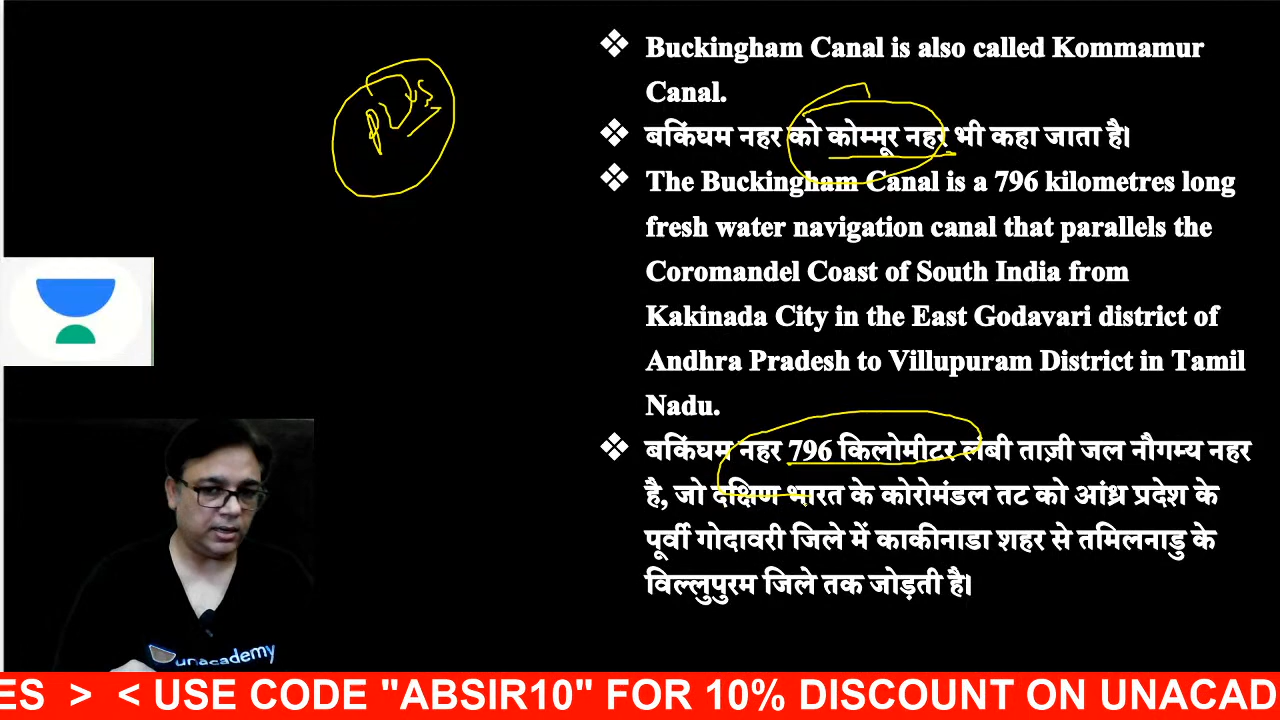 ❖ Buckingham Canal is also called Kommamur
Canal.
❖ बकिंघम नहर को कोम्मूर नहर भी कहा जाता है।
❖ The Buckingham Canal is a 796 kilometres long
fresh water navigation canal that parallels the
Coromandel Coast of South India from
Kakinada City in the East Godavari district of
Andhra Pradesh to Villupuram District in Tamil
Nadu.
❖ बकिंघम नहर 796 किलोमीटर लंबी ताज़ी जल नौगम्य नहर
है, जो दक्षिण भारत के कोरोमंडल तट को आंध्र प्रदेश के
पूर्वी गोदावरी जिले में काकीनाडा शहर से तमिलनाडु के
विल्लुपुरम जिले तक जोड़ती है।
unacademy
ES > < USE CODE "ABSIR10" FOR 10% DISCOUNT ON UNACAD